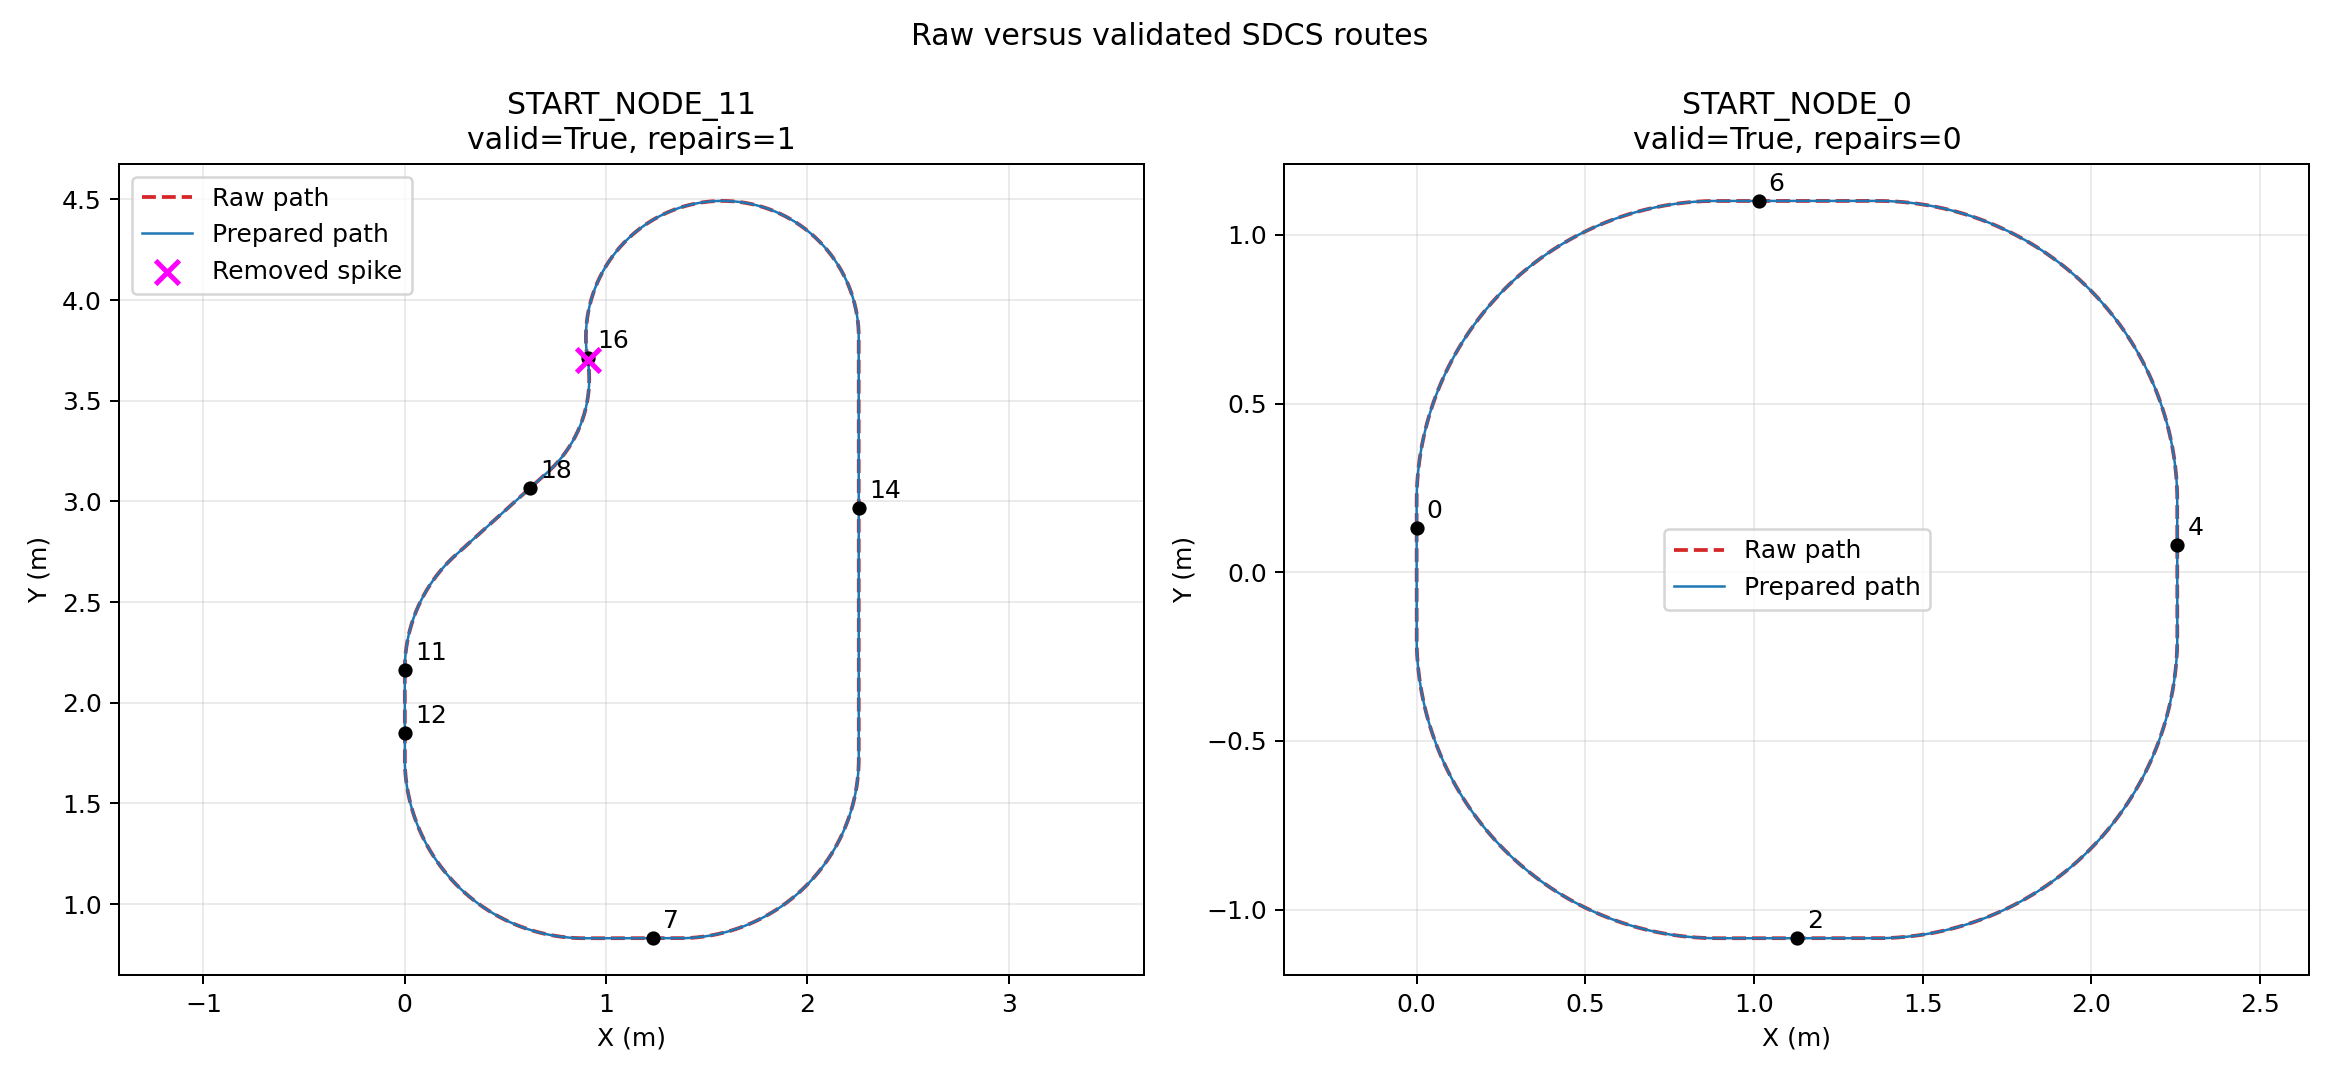 Raw versus validated SDCS routes
START_NODE_11
valid=True, repairs=1
Raw path
Prepared path
Removed spike
4.5
4.0
3.5
3.0
2.5
2.0
1.5
1.0
Y (m)
16
18
14
11
12
7
−1
0
1
2
3
X (m)
START_NODE_0
valid=True, repairs=0
1.0
0.5
0.0
−0.5
−1.0
Y (m)
6
0
4
2
Raw path
Prepared path
0.0
0.5
1.0
1.5
2.0
2.5
X (m)